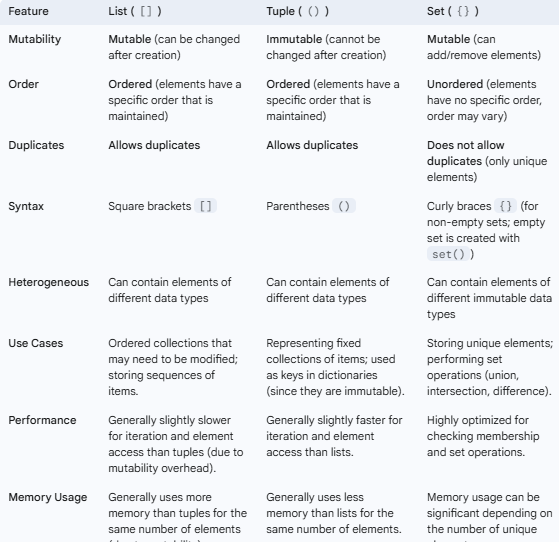 Feature List ( [] ) Tuple ( () ) Set ( {} )
Mutability
Mutable (can be changed
after creation)
Immutable (cannot be
changed after creation)
Mutable (can
add/remove elements)
Order
Ordered (elements have a
specific order that is
maintained)
Ordered (elements have a
specific order that is
maintained)
Unordered (elements
have no specific order,
order may vary)
Duplicates
Allows duplicates
Allows duplicates
Does not allow
duplicates (only unique
elements)
Syntax
Square brackets []
Parentheses ()
Curly braces {} (for
non-empty sets; empty
set is created with
set() )
Heterogeneous
Can contain elements of
different data types
Can contain elements of
different data types
Can contain elements of
different immutable data
types
Use Cases
Ordered collections that
may need to be modified;
storing sequences of
items.
Representing fixed
collections of items; used
as keys in dictionaries
(since they are immutable).
Storing unique elements;
performing set
operations (union,
intersection, difference).
Performance
Generally slightly slower
for iteration and element
access than tuples (due to
mutability overhead).
Generally slightly faster for
iteration and element
access than lists.
Highly optimized for
checking membership
and set operations.
Memory Usage
Generally uses more
memory than tuples for the
same number of elements
Generally uses less
memory than lists for the
same number of elements.
Memory usage can be
significant depending on
the number of unique